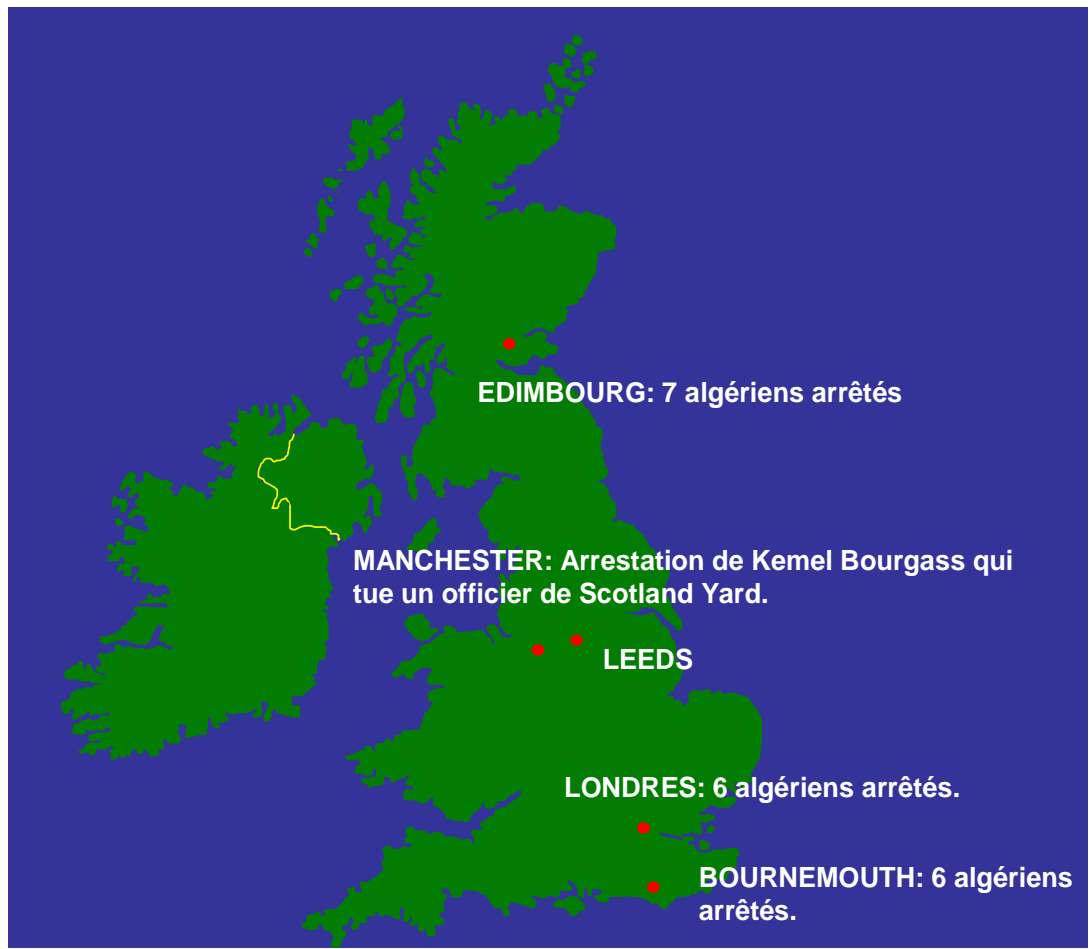 EDIMBOURG: 7 algériens arrêtés
MANCHESTER: Arrestation de Kemel Bourgass qui
tue un officier de Scotland Yard.
LEEDS
LONDRES: 6 algériens arrêtés.
BOURNEMOUTH: 6 algériens
arrêtés.